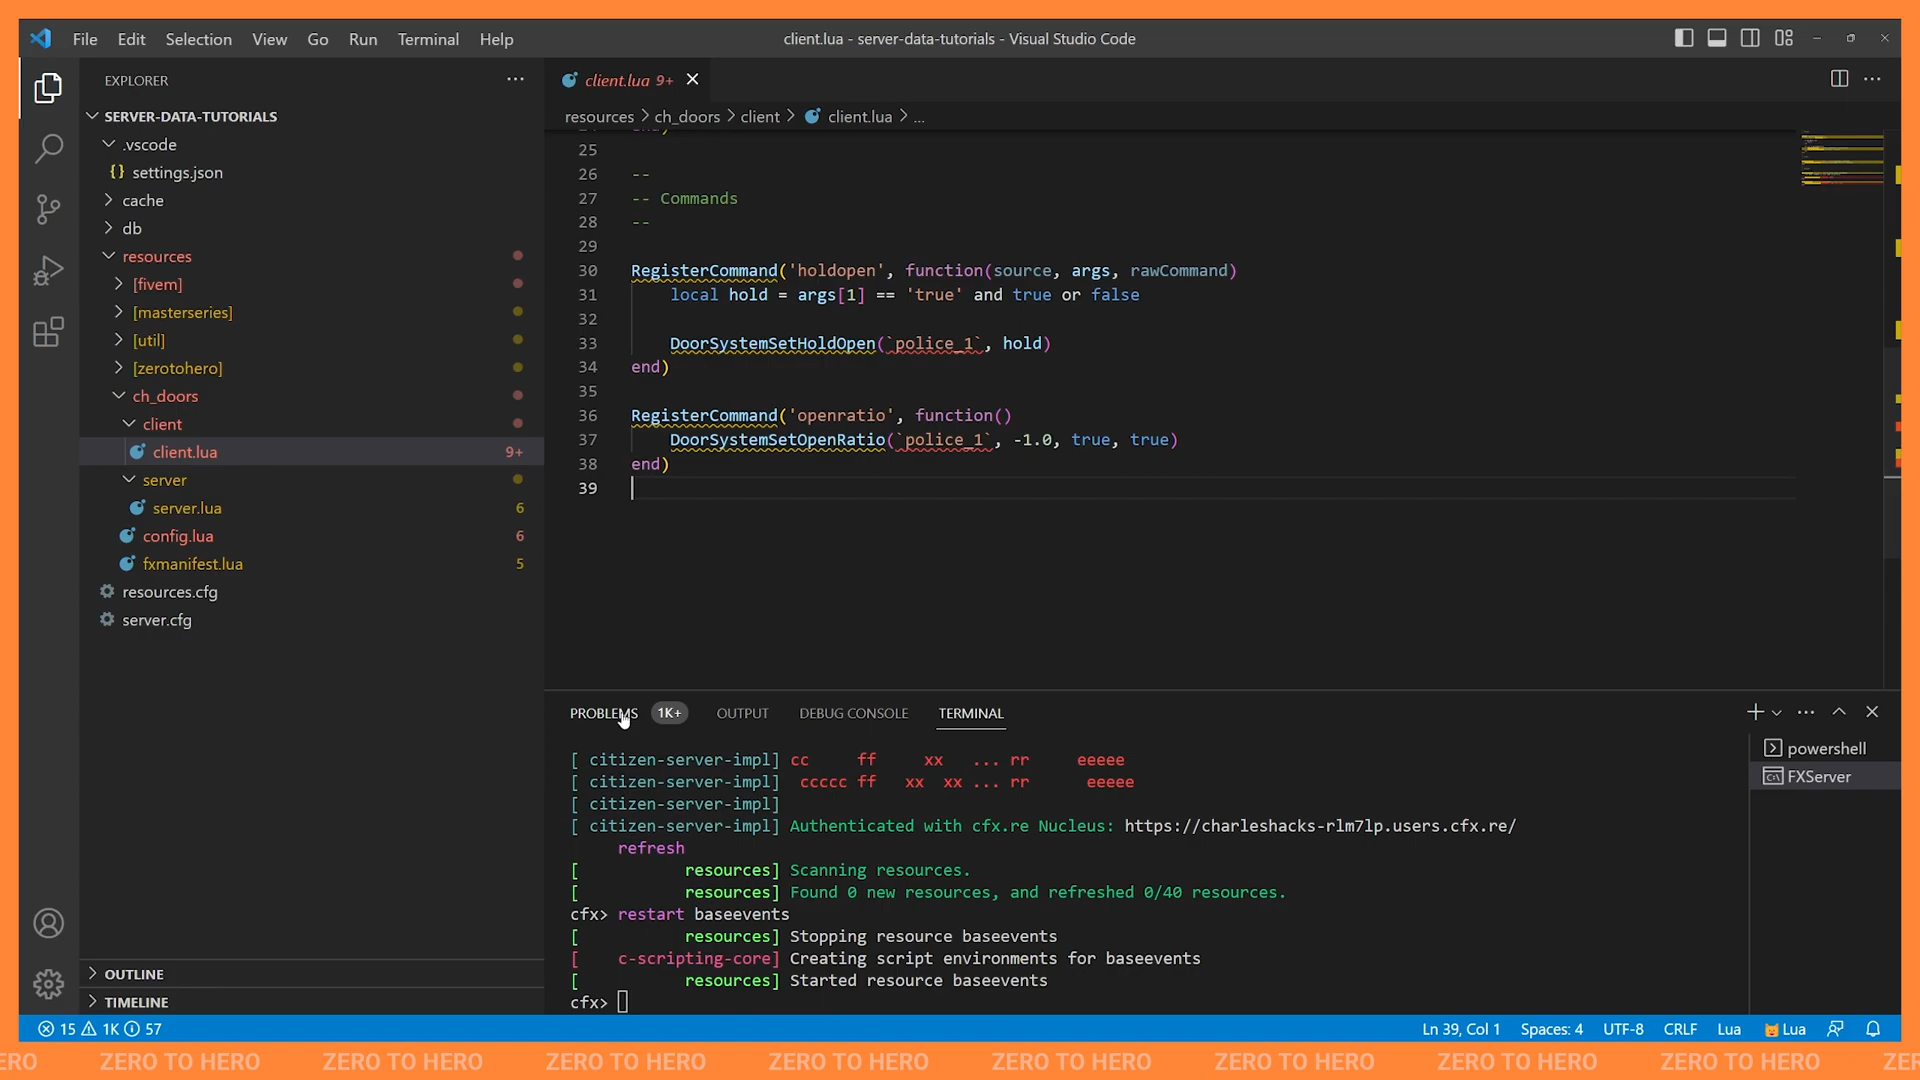 File Edit Selection View Go Run Terminal Help
client.lua - server-data-tutorials - Visual Studio Code
EXPLORER
SERVER-DATA-TUTORIALS
.vscode
{} settings.json
cache
db
resources
[fivem]
[masterseries]
[util]
[zerotohero]
ch_doors
client
client.lua 9+
server
server.lua 6
config.lua 6
fxmanifest.lua 5
resources.cfg
server.cfg
OUTLINE
TIMELINE
client.lua 9+
resources > ch_doors > client > client.lua > ...
24 end)
25
26 --
27 -- Commands
28 --
29
30 RegisterCommand('holdopen', function(source, args, rawCommand)
31     local hold = args[1] == 'true' and true or false
32
33     DoorSystemSetHoldOpen(`police_1`, hold)
34 end)
35
36 RegisterCommand('openratio', function()
37     DoorSystemSetOpenRatio(`police_1`, -1.0, true, true)
38 end)
39
PROBLEMS 1K+ OUTPUT DEBUG CONSOLE TERMINAL
powershell
FXServer
[ citizen-server-impl] cc     ff     xx   ... rr     eeeee
[ citizen-server-impl]  ccccc ff   xx  xx ... rr      eeeee
[ citizen-server-impl]
[ citizen-server-impl] Authenticated with cfx.re Nucleus: https://charleshacks-rlm7lp.users.cfx.re/
refresh
[           resources] Scanning resources.
[           resources] Found 0 new resources, and refreshed 0/40 resources.
cfx> restart baseevents
[           resources] Stopping resource baseevents
[    c-scripting-core] Creating script environments for baseevents
[           resources] Started resource baseevents
cfx>
15 1K 57
Ln 39, Col 1 Spaces: 4 UTF-8 CRLF Lua Lua
ERO ZERO TO HERO ZERO TO HERO ZERO TO HERO ZERO TO HERO ZERO TO HERO ZERO TO HERO ZERO TO HERO ZERO TO HERO ZER